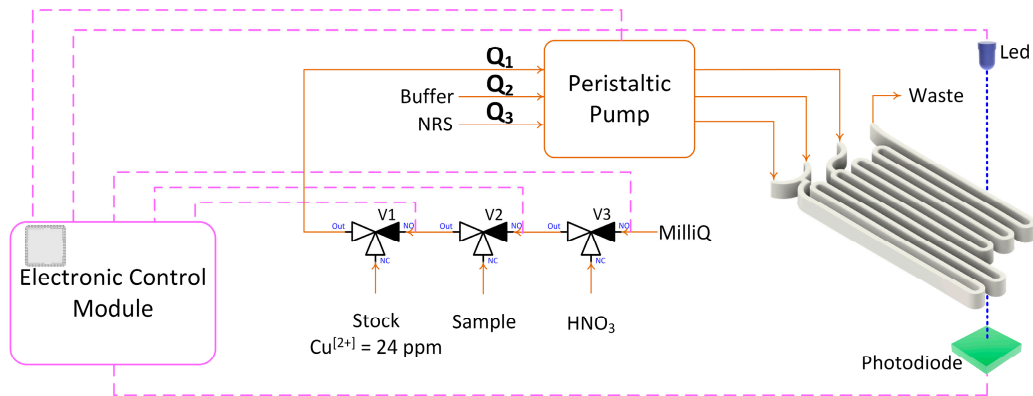 Q1
Q2
Q3
Buffer
NRS
Peristaltic
Pump
Led
Waste
V1
V2
V3
Out
NO
Out
NO
Out
NO
NC
NC
NC
MilliQ
Electronic Control
Module
Stock
Cu[2+] = 24 ppm
Sample
HNO3
Photodiode